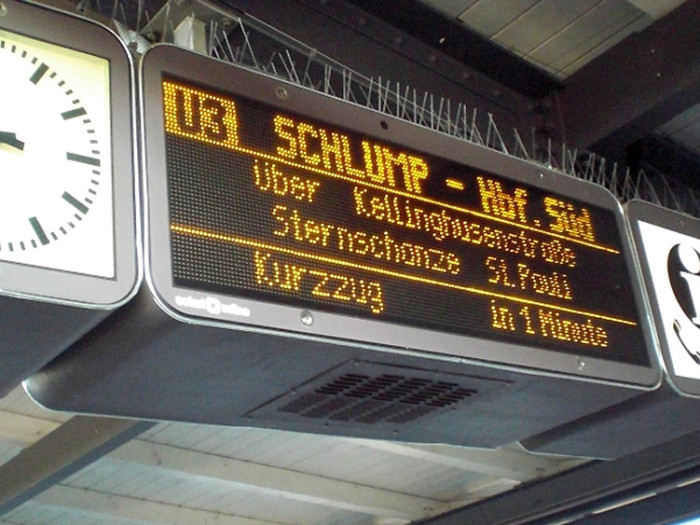 U3 SCHLUMP - Hbf.Süd
über Kellinghusenstraße
Sternschanze St.Pauli
Kurzzug in 1 Minute